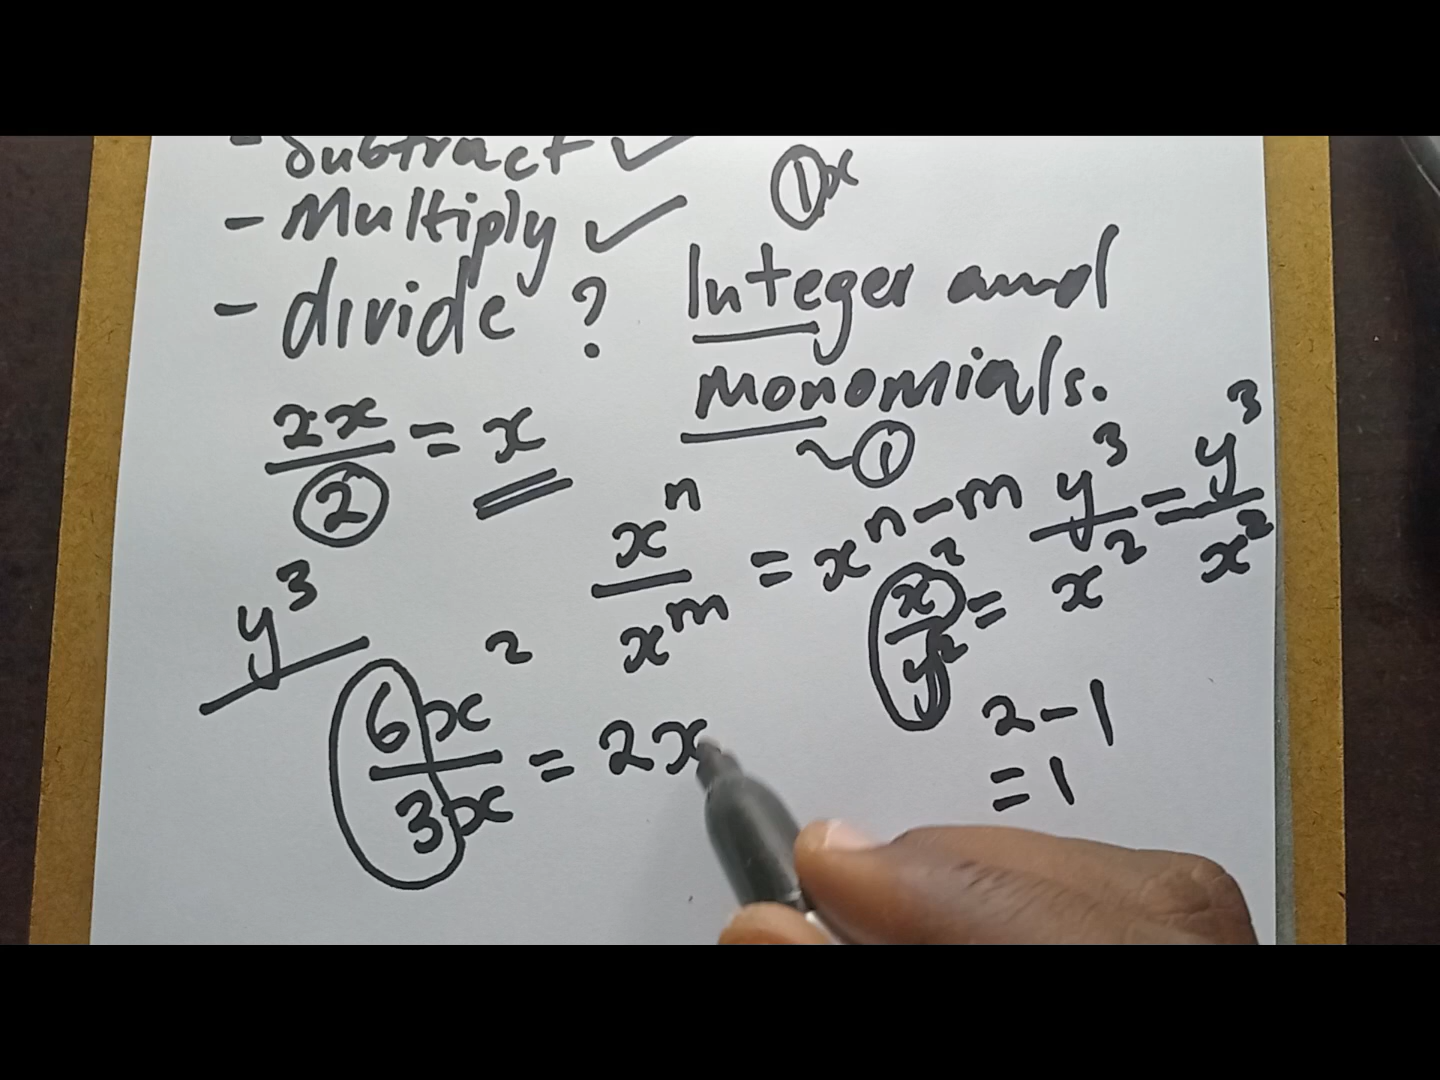 - Subtract ✓
- Multiply ✓
①x
- divide ?
Integer and
Monomials.
2x/2 = x
~①
x^n/x^m = x^(n-m)
y^3/x^2 = y^3/x^2
x^2/y^2 =
y^3
6x^2/3x = 2x
2-1
=1